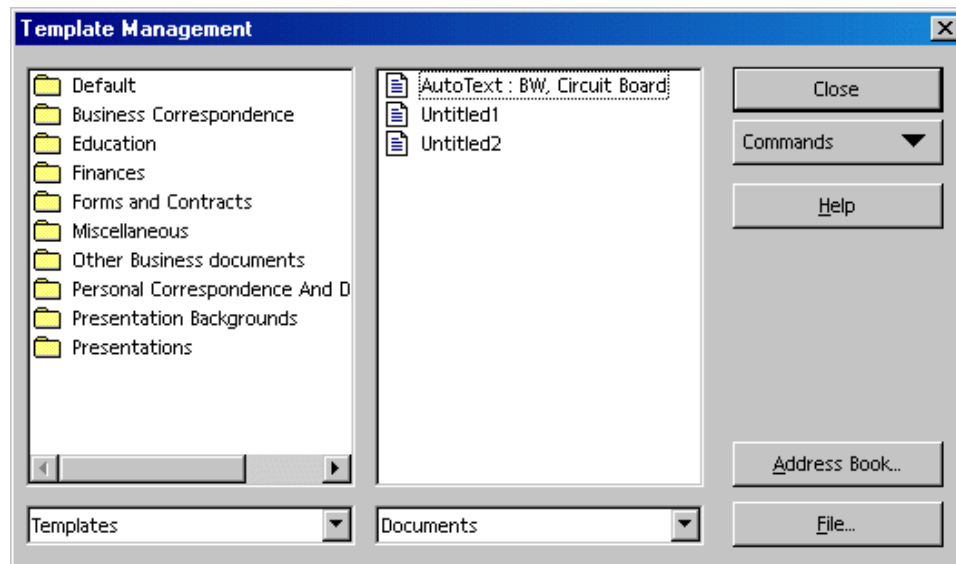 Template Management
Default
Business Correspondence
Education
Finances
Forms and Contracts
Miscellaneous
Other Business documents
Personal Correspondence And D
Presentation Backgrounds
Presentations
Templates
AutoText : BW, Circuit Board
Untitled1
Untitled2
Documents
Close
Commands
Help
Address Book...
File...